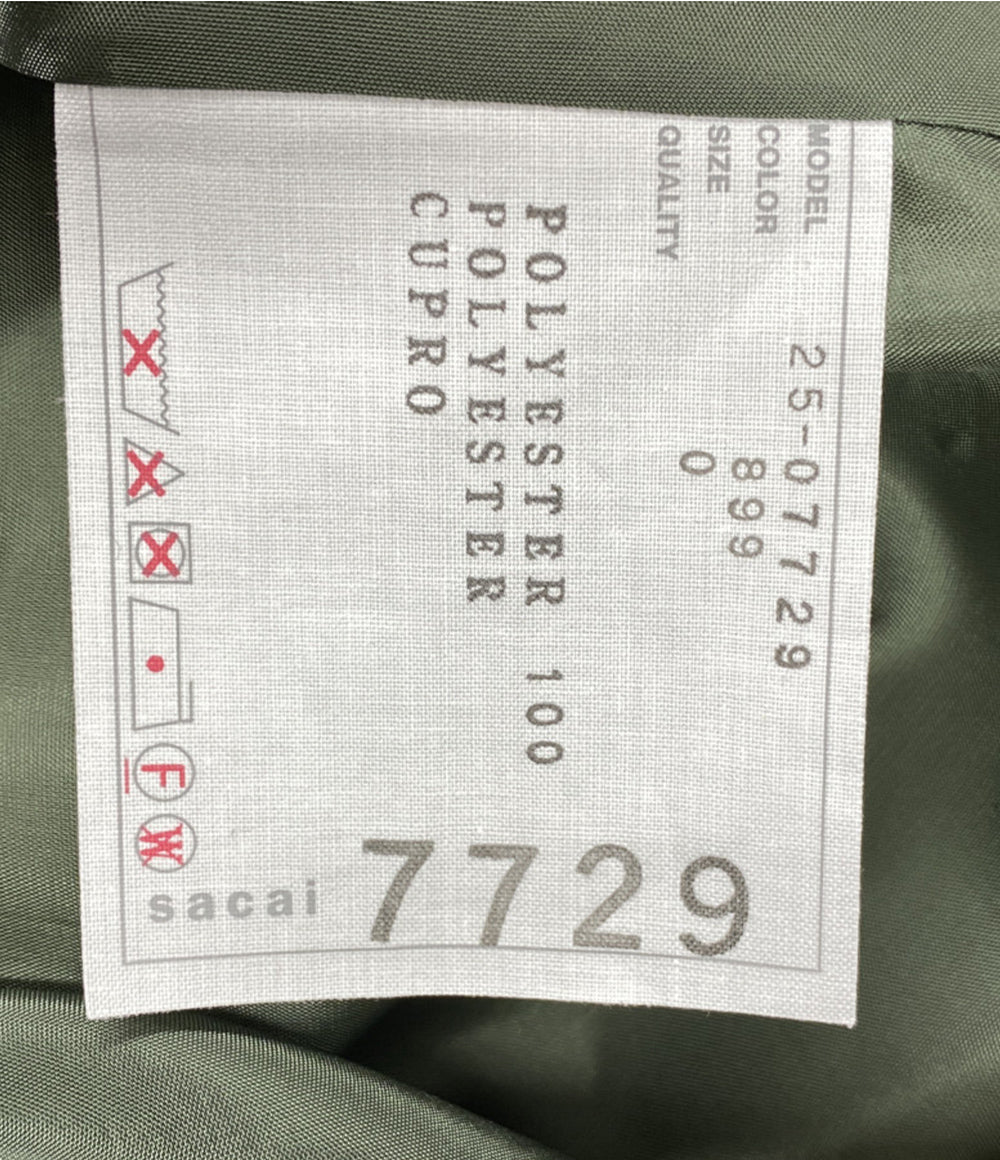 MODEL 25-07729
COLOR 899
SIZE 0
QUALITY
POLYESTER 100
POLYESTER
CUPRO
F
W
sacai
7729